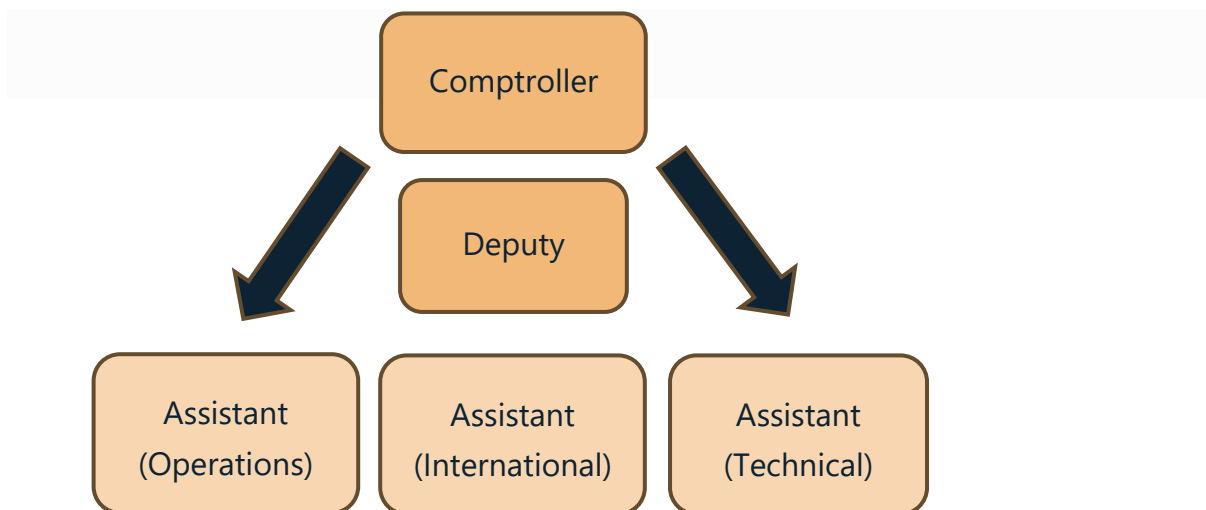 Comptroller
Deputy
Assistant
(Operations)
Assistant
(International)
Assistant
(Technical)